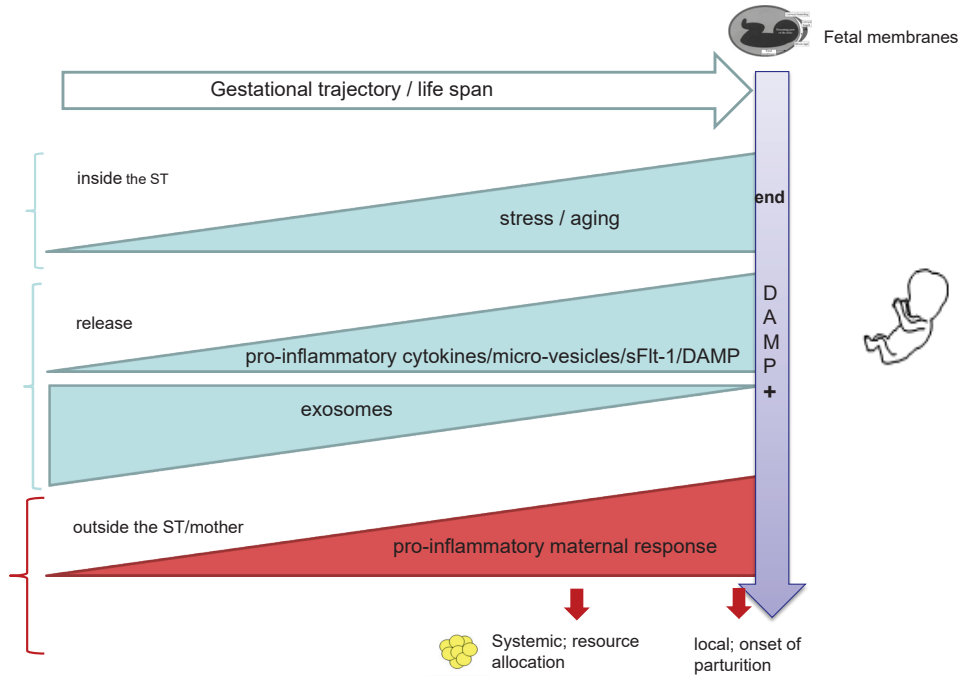 Fetal membranes
Gestational trajectory / life span
inside the ST
end
stress / aging
release
D
A
M
P
+
pro-inflammatory cytokines/micro-vesicles/sFlt-1/DAMP
exosomes
outside the ST/mother
pro-inflammatory maternal response
Systemic; resource
allocation
local; onset of
parturition